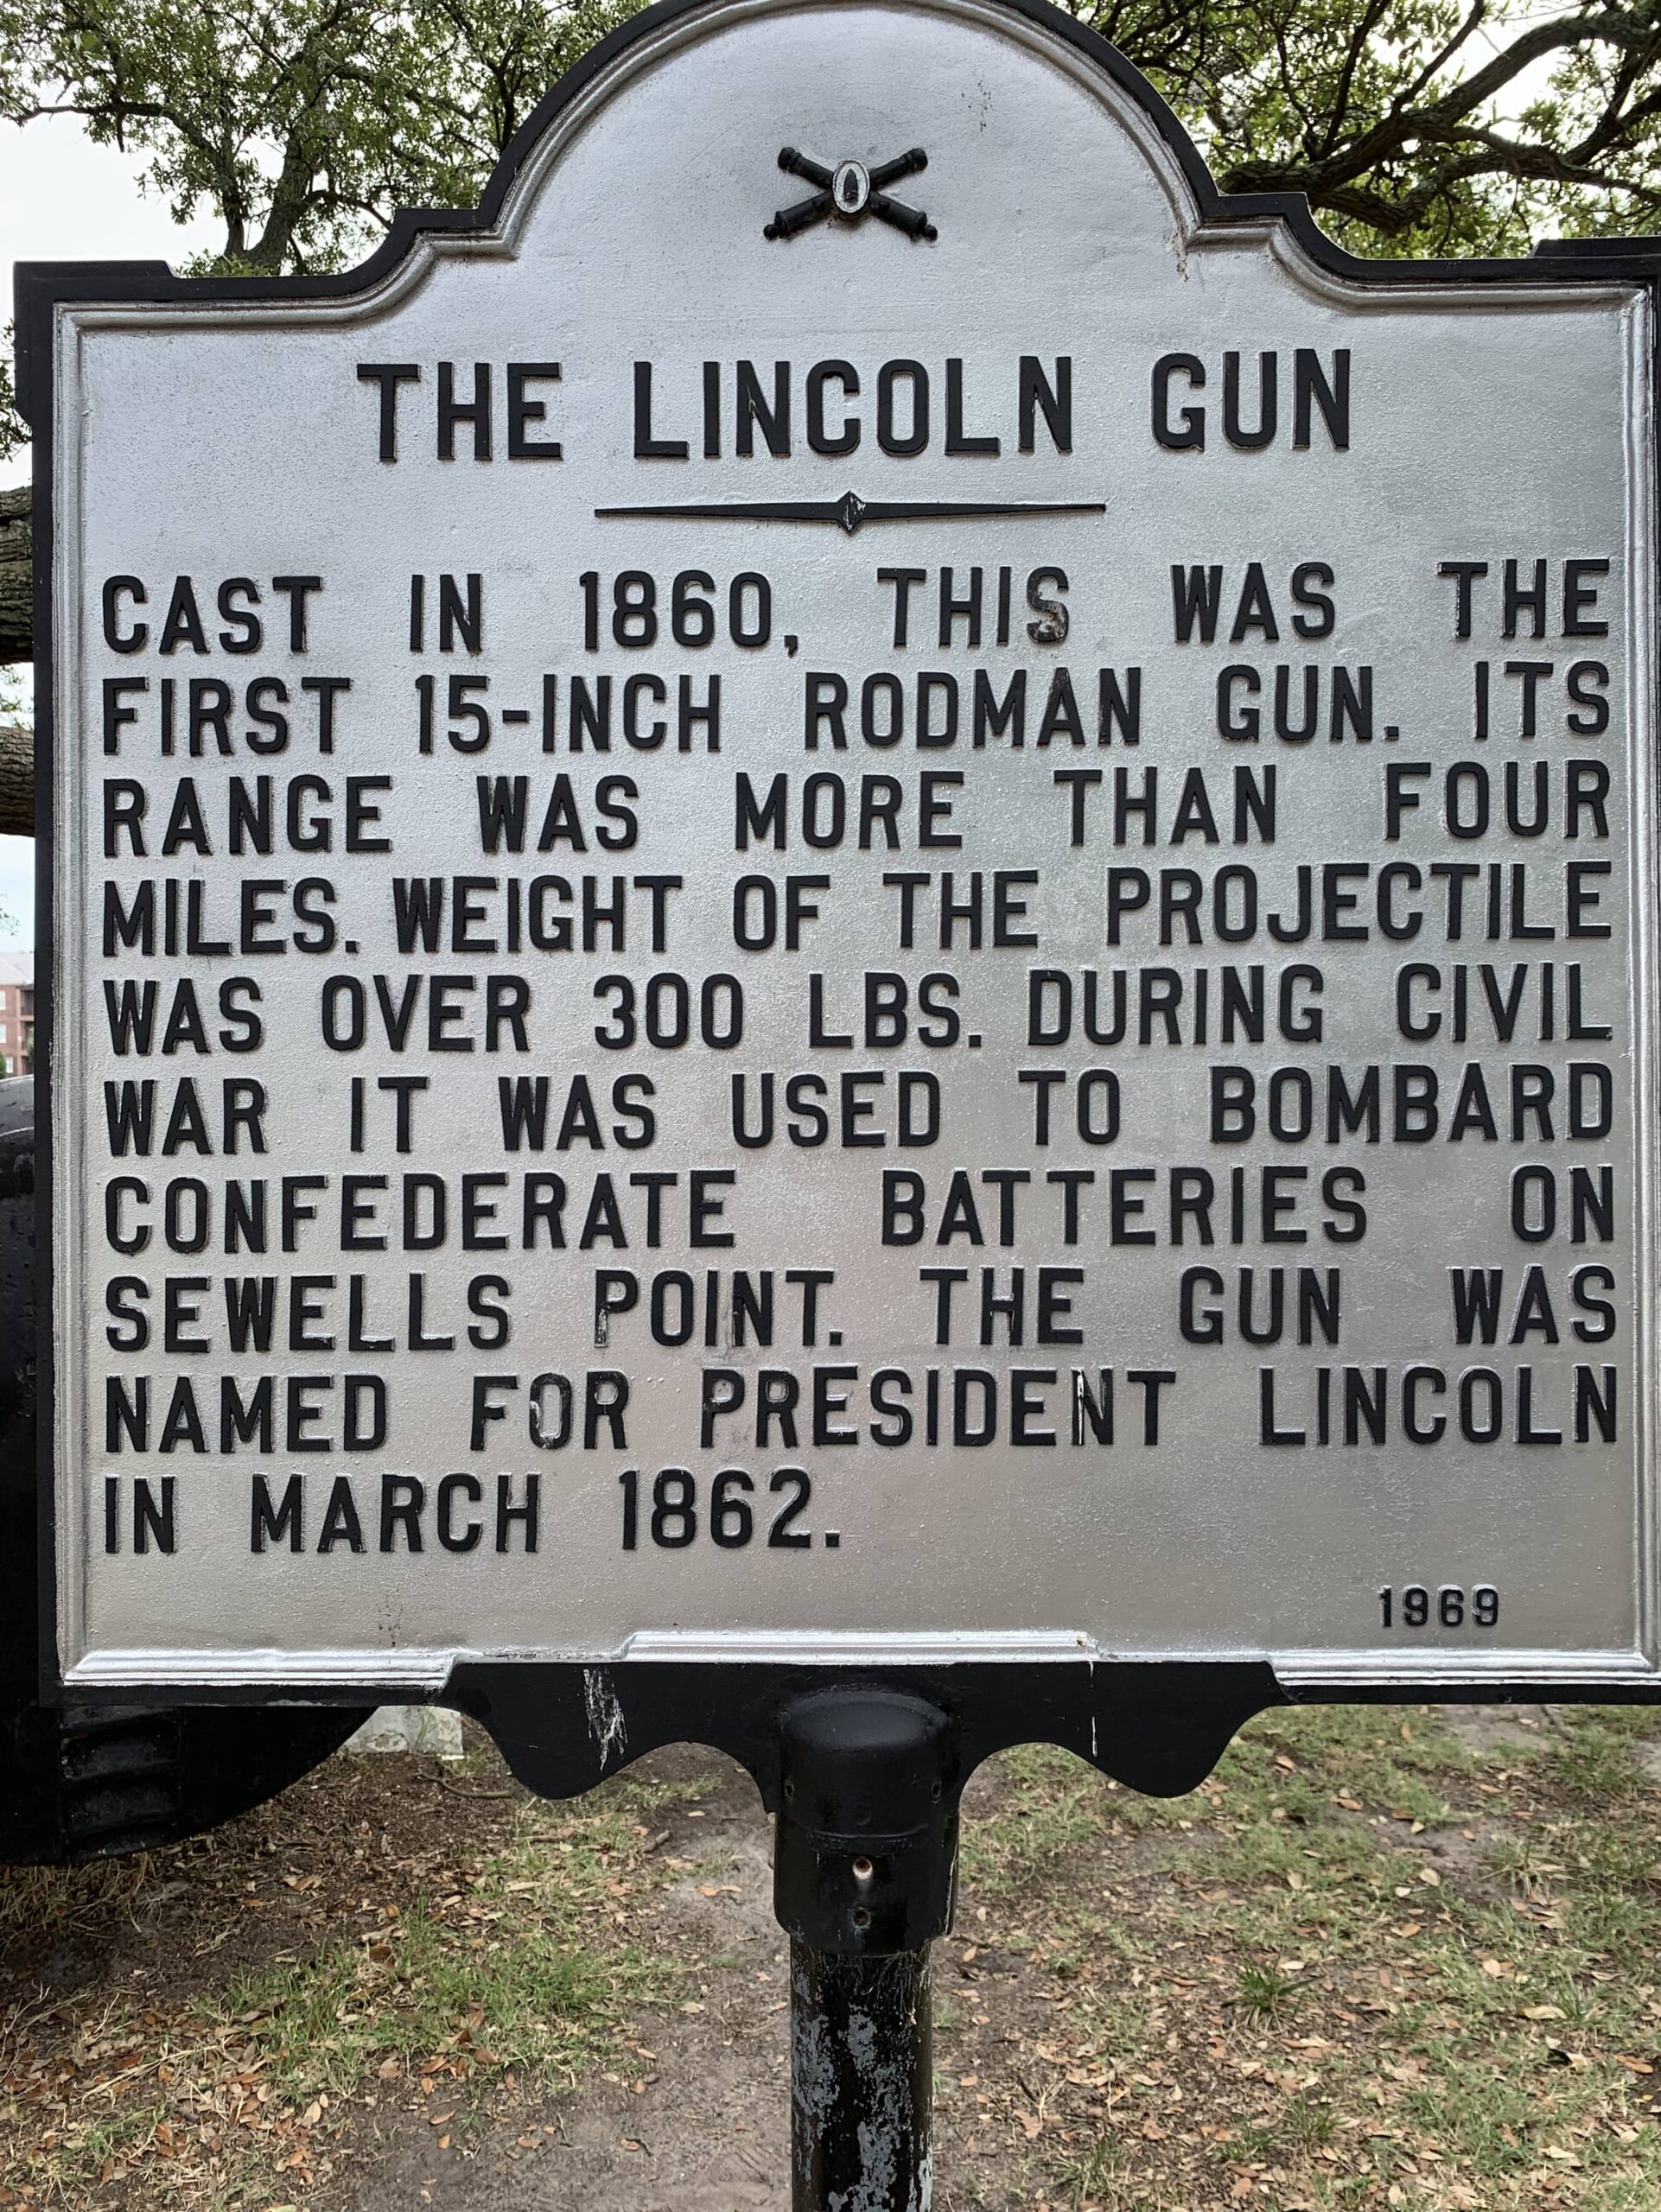 THE LINCOLN GUN
CAST IN 1860, THIS WAS THE
FIRST 15-INCH RODMAN GUN. ITS
RANGE WAS MORE THAN FOUR
MILES. WEIGHT OF THE PROJECTILE
WAS OVER 300 LBS. DURING CIVIL
WAR IT WAS USED TO BOMBARD
CONFEDERATE BATTERIES ON
SEWELLS POINT. THE GUN WAS
NAMED FOR PRESIDENT LINCOLN
IN MARCH 1862.
1969